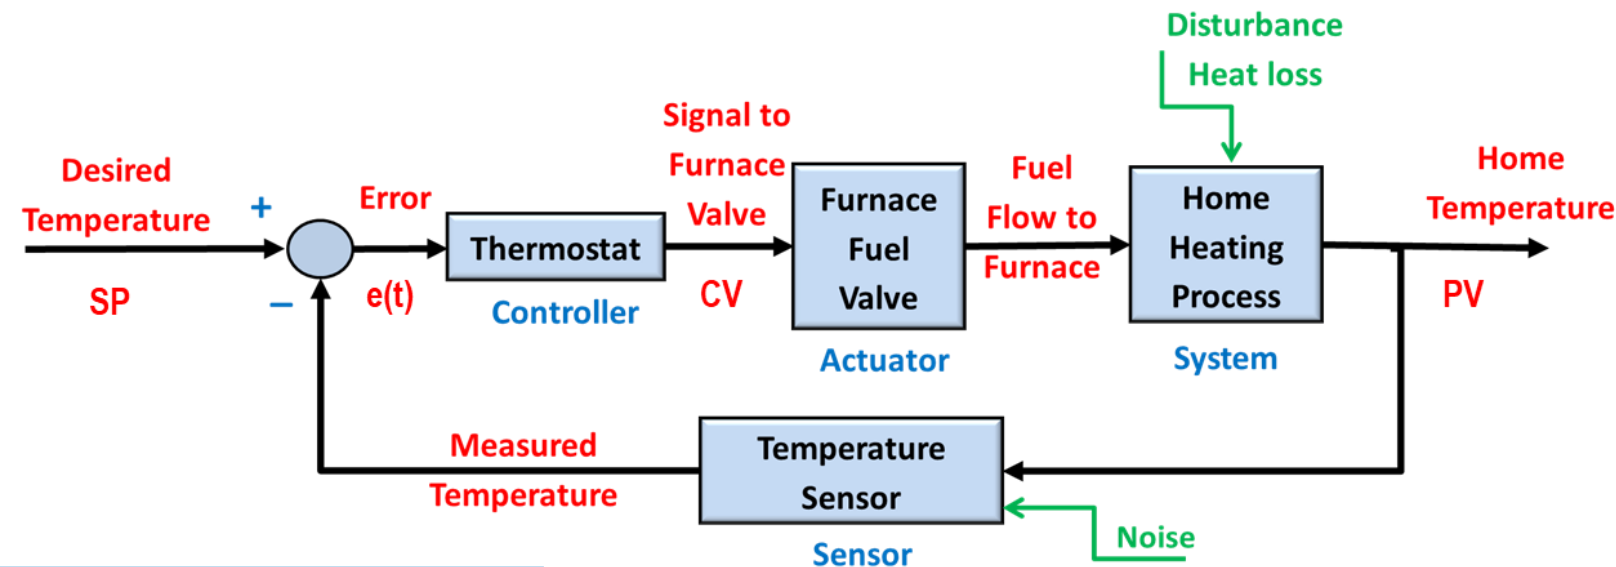 Disturbance
Heat loss
Desired
Temperature
+
−
SP
Error
e(t)
Thermostat
Controller
Signal to
Furnace
Valve
CV
Furnace
Fuel
Valve
Actuator
Fuel
Flow to
Furnace
Home
Heating
Process
System
Home
Temperature
PV
Measured
Temperature
Temperature
Sensor
Sensor
Noise